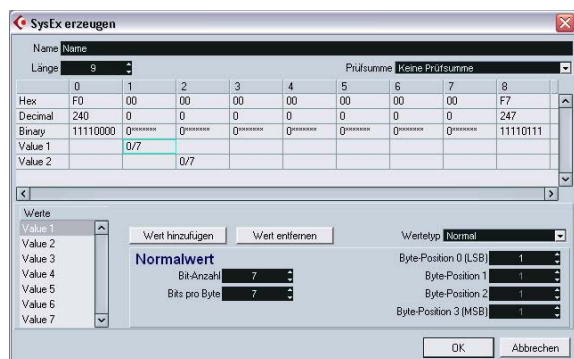 SysEx erzeugen
Name Name
Länge 9 Prüfsumme Keine Prüfsumme
0 1 2 3 4 5 6 7 8
Hex F0 00 00 00 00 00 00 00 F7
Decimal 240 0 0 0 0 0 0 0 247
Binary 11110000 0******* 0******* 0******* 0******* 0******* 0******* 0******* 11110111
Value 1 0/7
Value 2 0/7
Werte
Value 1
Value 2
Value 3
Value 4
Value 5
Value 6
Value 7
Wert hinzufügen Wert entfernen Wertetyp Normal
Normalwert
Bit-Anzahl 7
Bits pro Byte 7
Byte-Position 0 (LSB) 1
Byte-Position 1 1
Byte-Position 2 1
Byte-Position 3 (MSB) 1
OK Abbrechen